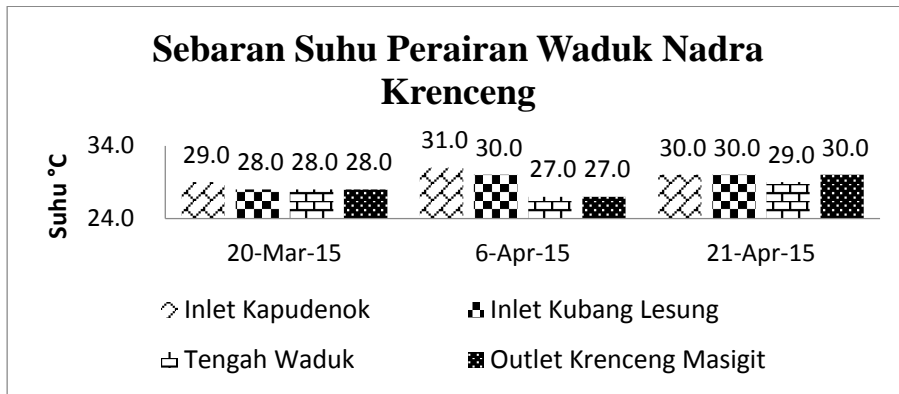 Sebaran Suhu Perairan Waduk Nadra
Krenceng
Suhu °C
34.0
24.0
29.0 28.0 28.0 28.0
31.0 30.0 27.0 27.0
30.0 30.0 29.0 30.0
20-Mar-15 6-Apr-15 21-Apr-15
Inlet Kapudenok Inlet Kubang Lesung
Tengah Waduk Outlet Krenceng Masigit